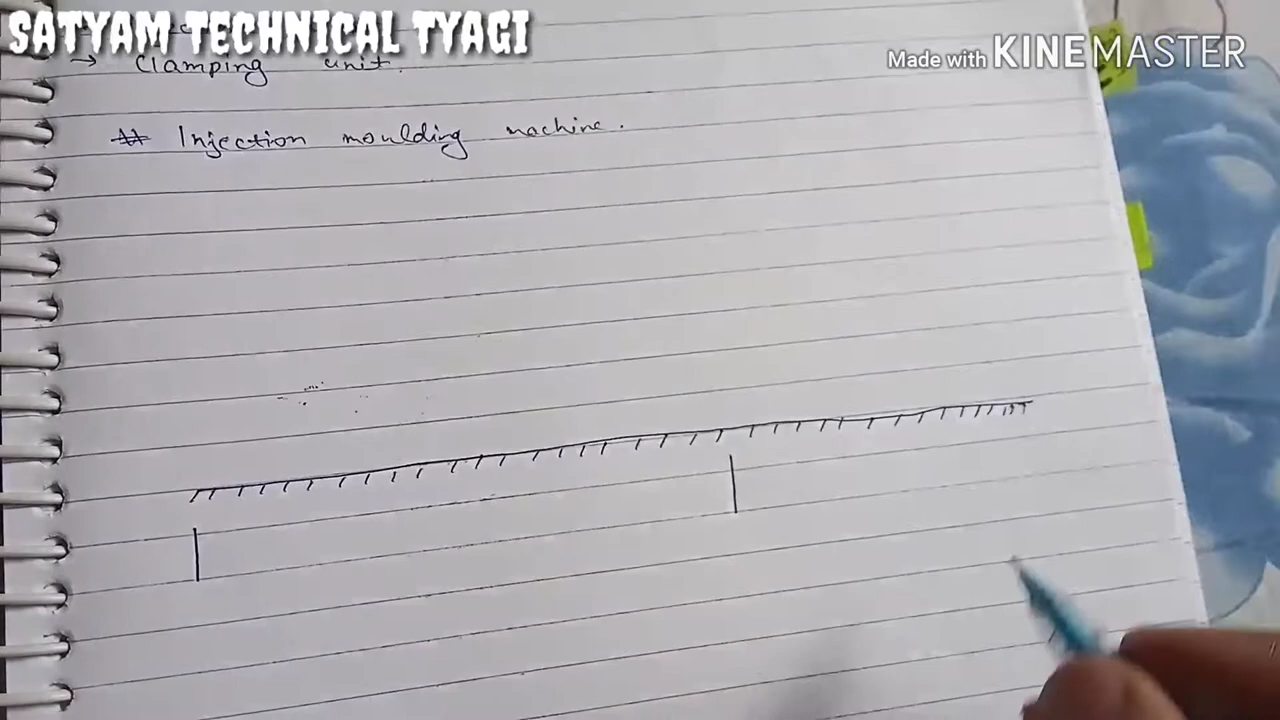 SATYAM TECHNICAL TYAGI
Made with KINEMASTER
→ Clamping unit.
# Injection moulding machine.